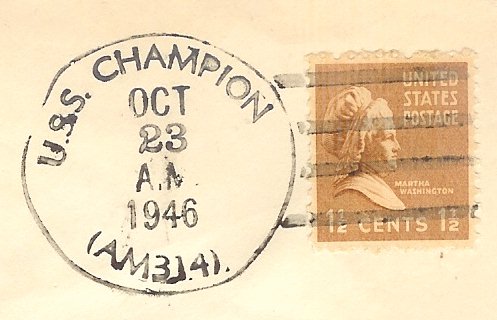 U.S.S. CHAMPION
OCT
23
A.M
1946
(AM314).
UNITED
STATES
POSTAGE
MARTHA
WASHINGTON
1½ CENTS 1½